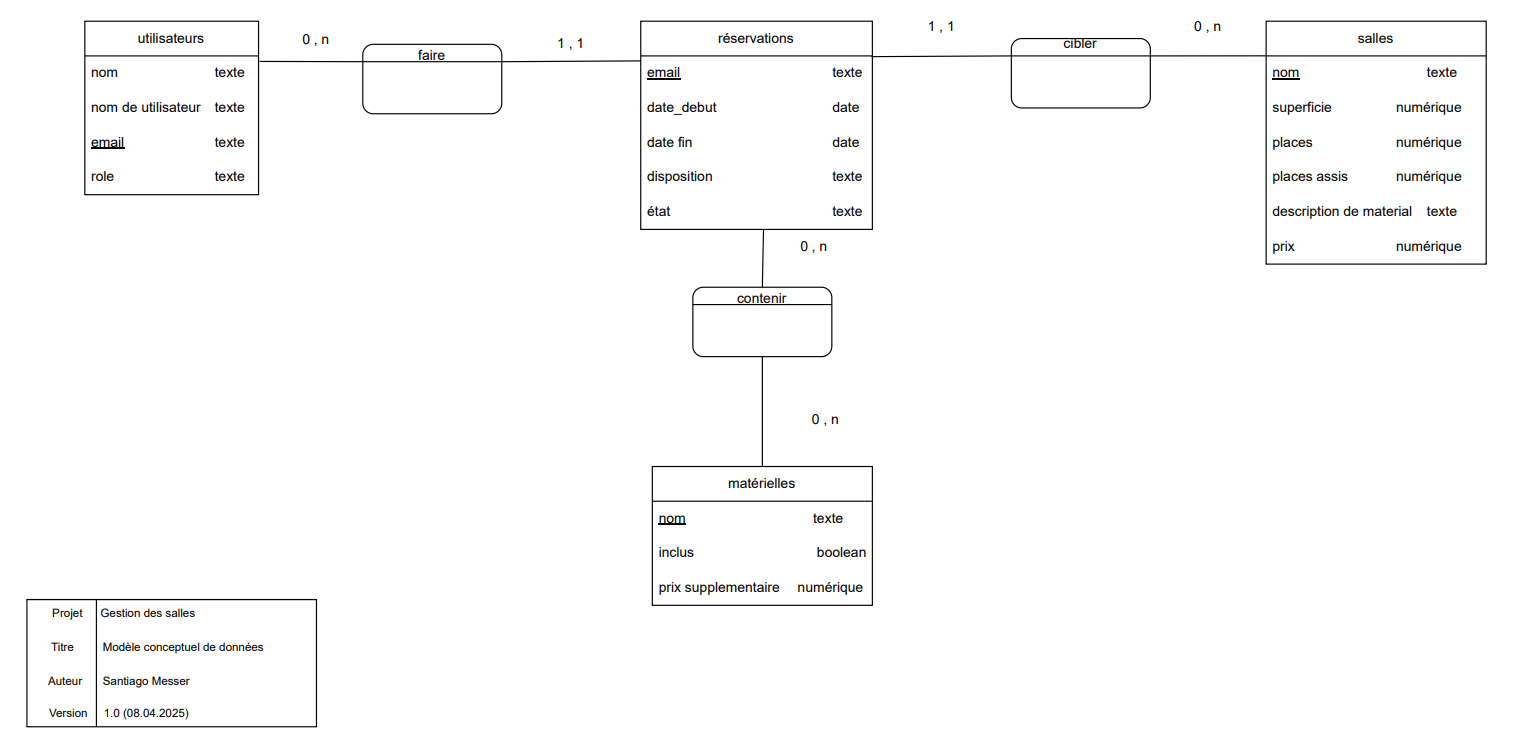 utilisateurs
nom texte
nom de utilisateur texte
email texte
role texte
0 , n
faire
1 , 1
réservations
email texte
date_debut date
date fin date
disposition texte
état texte
1 , 1
cibler
0 , n
salles
nom texte
superficie numérique
places numérique
places assis numérique
description de material texte
prix numérique
0 , n
contenir
0 , n
matérielles
nom texte
inclus boolean
prix supplementaire numérique
Projet Gestion des salles
Titre Modèle conceptuel de données
Auteur Santiago Messer
Version 1.0 (08.04.2025)